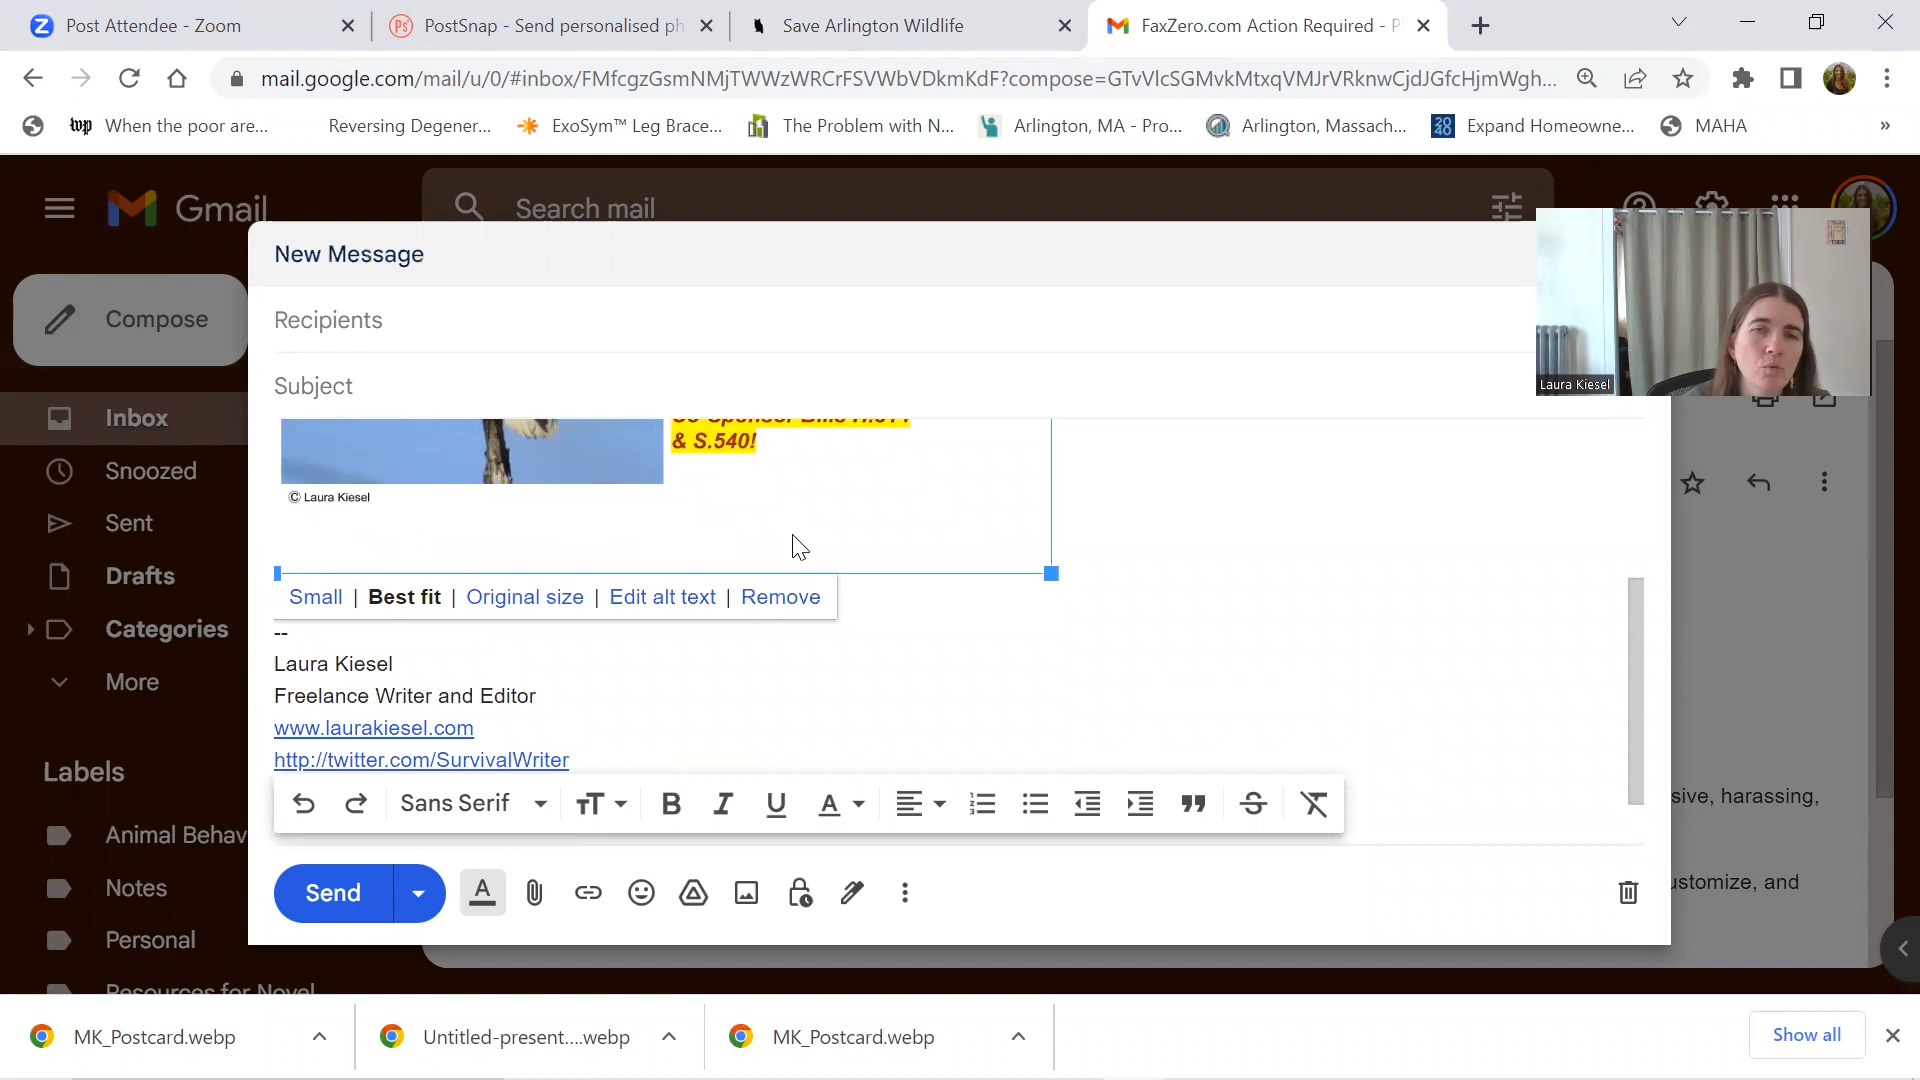 Post Attendee - Zoom
PostSnap - Send personalised ph
Save Arlington Wildlife
FaxZero.com Action Required - P
mail.google.com/mail/u/0/#inbox/FMfcgzGsmNMjTWWzWRCrFSVWbVDkmKdF?compose=GTvVlcSGMvkMtxqVMJrVRknwCjdJGfcHjmWgh...
wp When the poor are...
Reversing Degener...
ExoSym™ Leg Brace...
The Problem with N...
Arlington, MA - Pro...
Arlington, Massach...
2040 Expand Homeowne...
MAHA
»
Gmail
Search mail
New Message
Recipients
Subject
Laura Kiesel
Compose
Inbox
Snoozed
Sent
Drafts
Categories
More
Labels
Animal Behav
Notes
Personal
Resources for Novel
& S.540!
© Laura Kiesel
Small | Best fit | Original size | Edit alt text | Remove
--
Laura Kiesel
Freelance Writer and Editor
www.laurakiesel.com
http://twitter.com/SurvivalWriter
Sans Serif
Send
sive, harassing,
ustomize, and
MK_Postcard.webp
Untitled-present....webp
MK_Postcard.webp
Show all